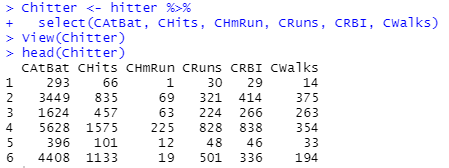 > Chitter <- hitter %>%
+   select(CAtBat, CHits, CHmRun, CRuns, CRBI, CWalks)
> view(Chitter)
> head(Chitter)
  CAtBat CHits CHmRun CRuns CRBI CWalks
1    293    66      1    30   29     14
2   3449   835     69   321  414    375
3   1624   457     63   224  266    263
4   5628  1575    225   828  838    354
5    396   101     12    48   46     33
6   4408  1133     19   501  336    194